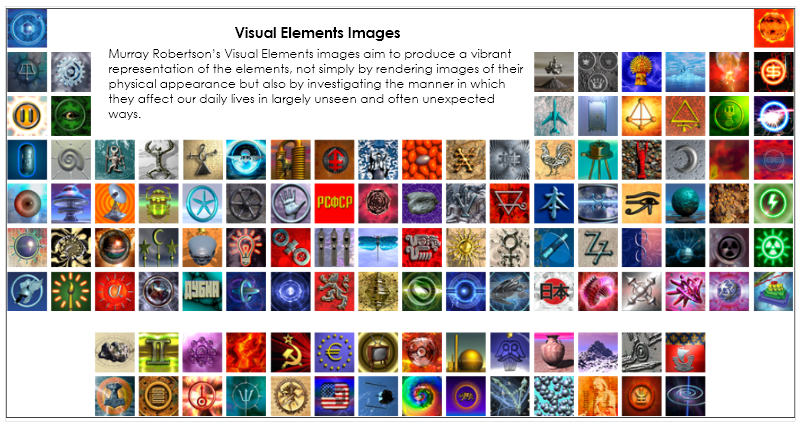 Visual Elements Images
Murray Robertson's Visual Elements images aim to produce a vibrant
representation of the elements, not simply by rendering images of their
physical appearance but also by investigating the manner in which
they affect our daily lives in largely unseen and often unexpected
ways.
РСФСР
ДУБНА
日本